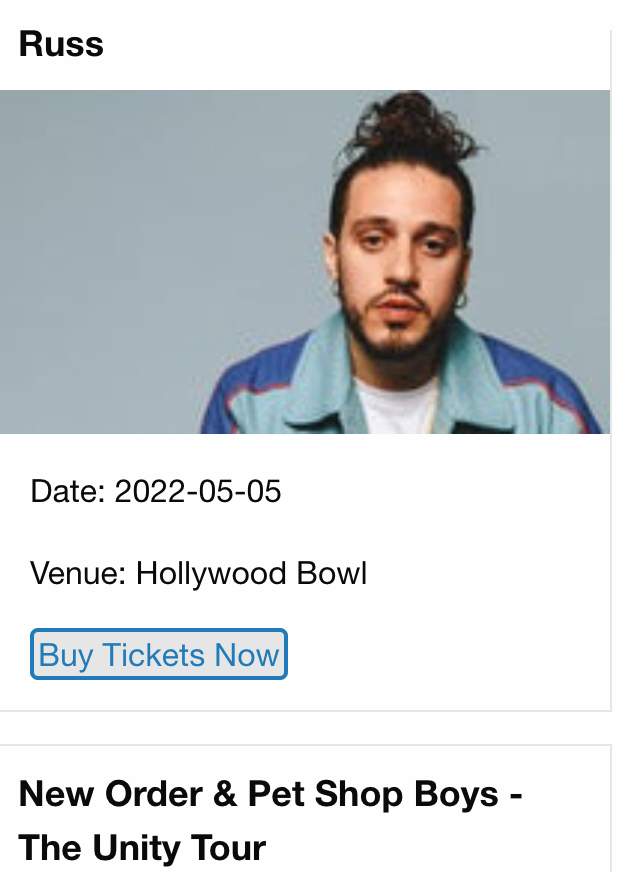 Russ
Date: 2022-05-05
Venue: Hollywood Bowl
Buy Tickets Now
New Order & Pet Shop Boys -
The Unity Tour